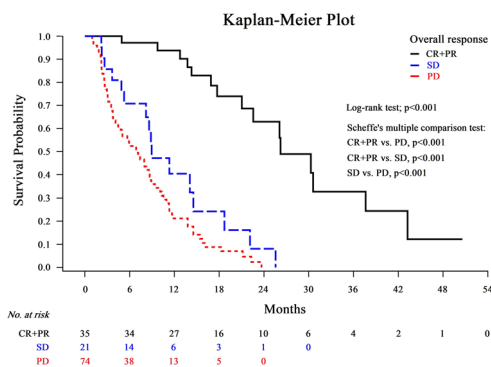 Kaplan-Meier Plot
Overall response
CR+PR
SD
PD
Log-rank test; p<0.001
Scheffe's multiple comparison test:
CR+PR vs. PD, p<0.001
CR+PR vs. SD, p<0.001
SD vs. PD, p<0.001
Survival Probability
1.0
0.9
0.8
0.7
0.6
0.5
0.4
0.3
0.2
0.1
0.0
0 6 12 18 24 30 36 42 48 54
Months
No. at risk
CR+PR 35 34 27 16 10 6 4 2 1 0
SD 21 14 6 3 1 0
PD 74 38 13 5 0